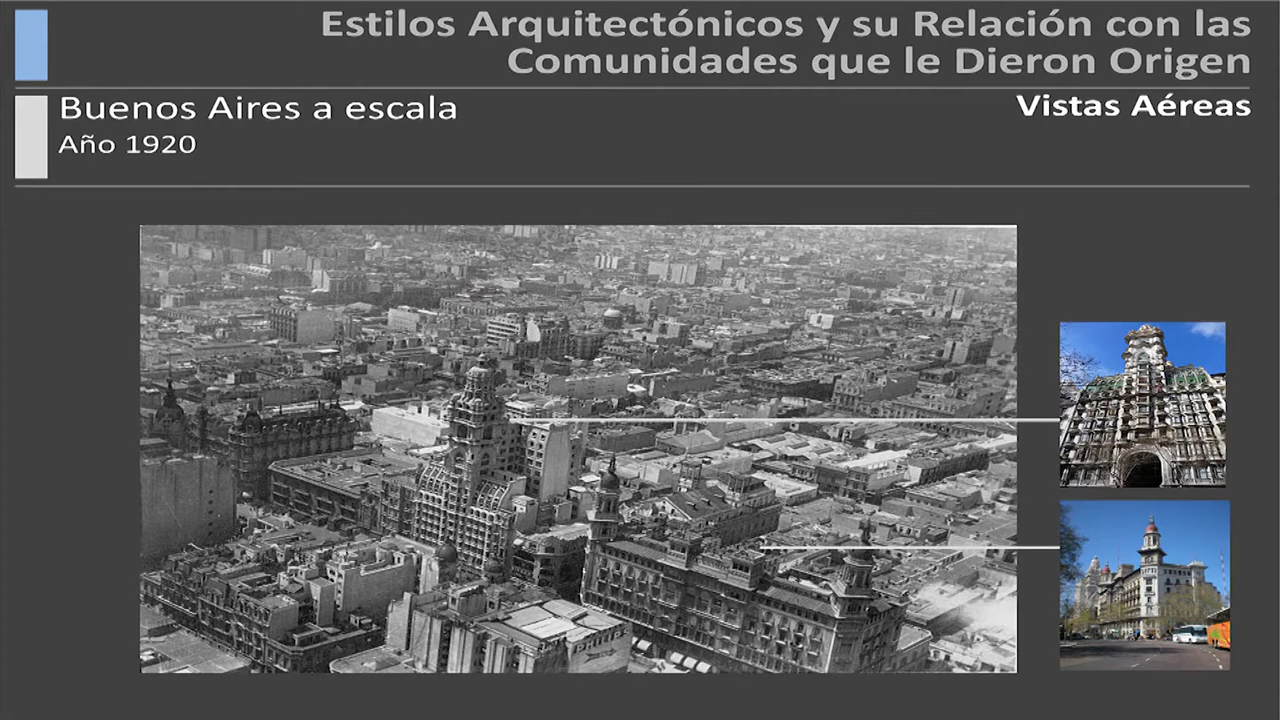 Estilos Arquitectónicos y su Relación con las
Comunidades que le Dieron Origen
Buenos Aires a escala
Vistas Aéreas
Año 1920